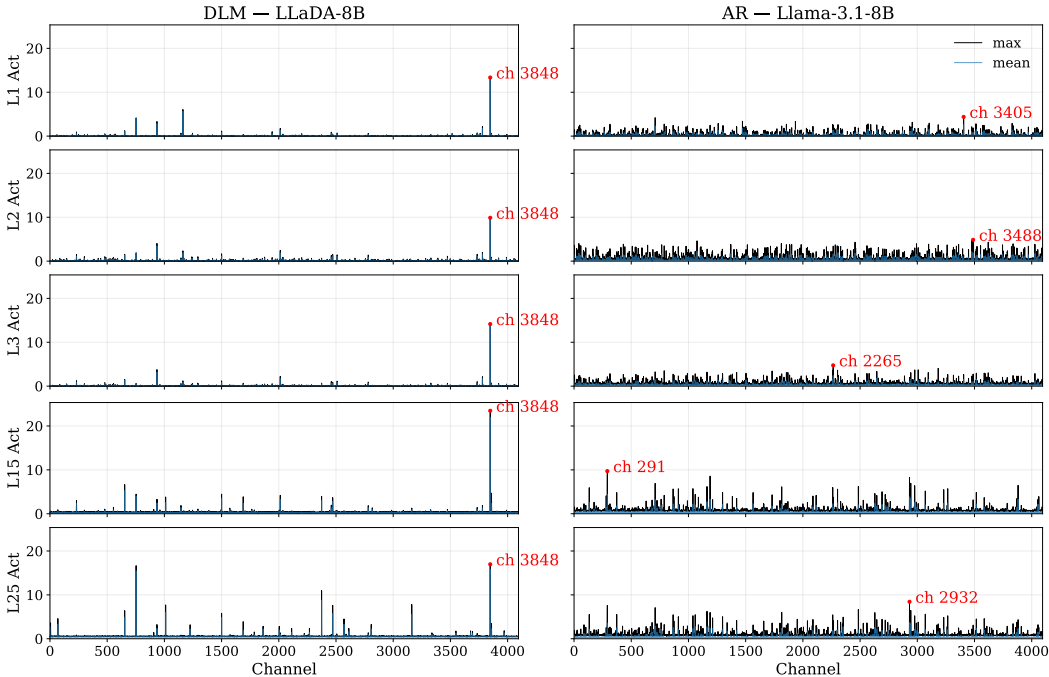 DLM — LLaDA-8B
AR — Llama-3.1-8B
L1 Act
20
10
0
ch 3848
ch 3405
max
mean
L2 Act
20
10
0
ch 3848
ch 3488
L3 Act
20
10
0
ch 3848
ch 2265
L15 Act
20
10
0
ch 3848
ch 291
L25 Act
20
10
0
ch 3848
ch 2932
0 500 1000 1500 2000 2500 3000 3500 4000
0 500 1000 1500 2000 2500 3000 3500 4000
Channel
Channel